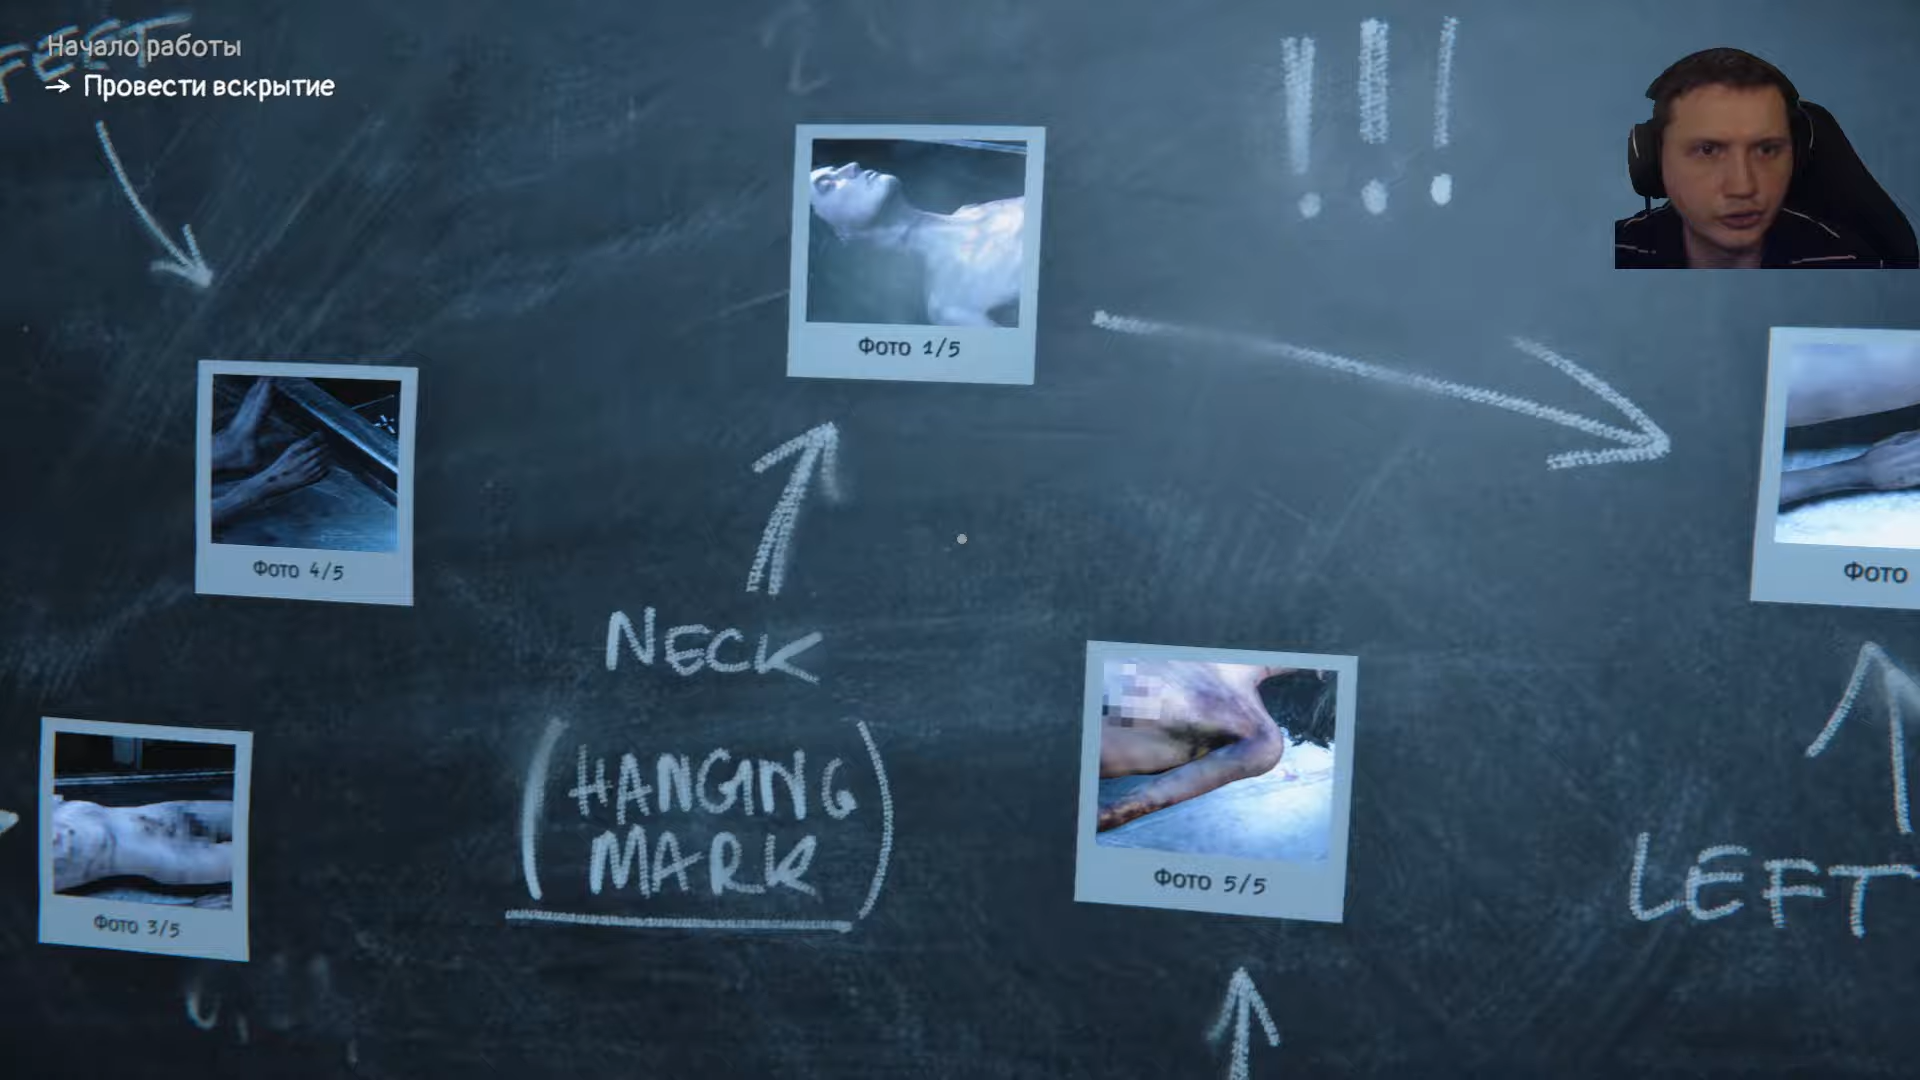 FEET
Начало работы
→ Провести вскрытие
!!!
Фото 1/5
Фото 4/5
Фото
NECK
(HANGING
MARK)
Фото 5/5
LEFT
Фото 3/5